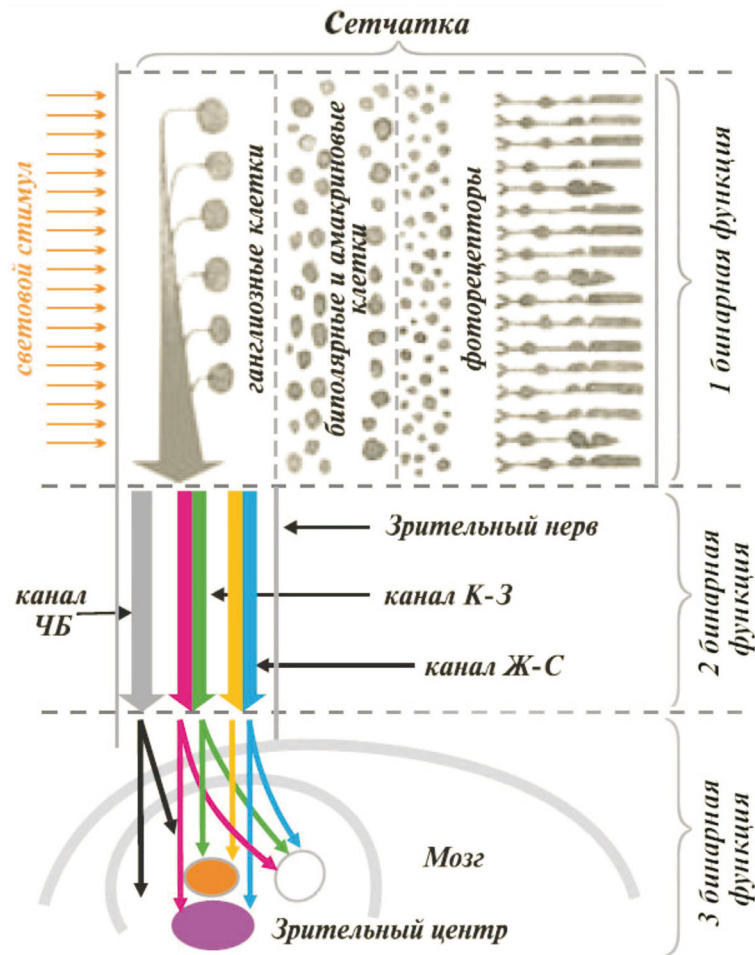 Сетчатка
световой стимул
ганглиозные клетки
биполярные и амакриновые
клетки
фоторецепторы
1 бинарная функция
Зрительный нерв
канал
ЧБ
канал К-З
канал Ж-С
2 бинарная
функция
Мозг
Зрительный центр
3 бинарная
функция